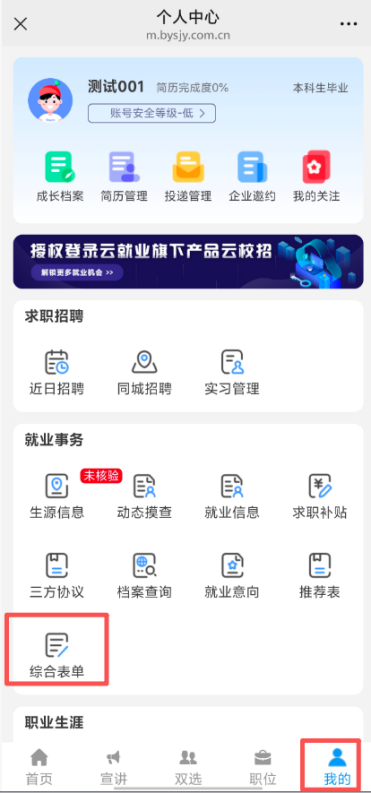 个人中心
m.bysjy.com.cn
测试001 简历完成度0% 本科生毕业
账号安全等级-低 >
成长档案 简历管理 投递管理 企业邀约 我的关注
授权登录云就业旗下产品云校招
解锁更多就业机会 >>
求职招聘
近日招聘 同城招聘 实习管理
就业事务
未核验
生源信息 动态摸查 就业信息 求职补贴
三方协议 档案查询 就业意向 推荐表
综合表单
职业生涯
首页 宣讲 双选 职位 我的